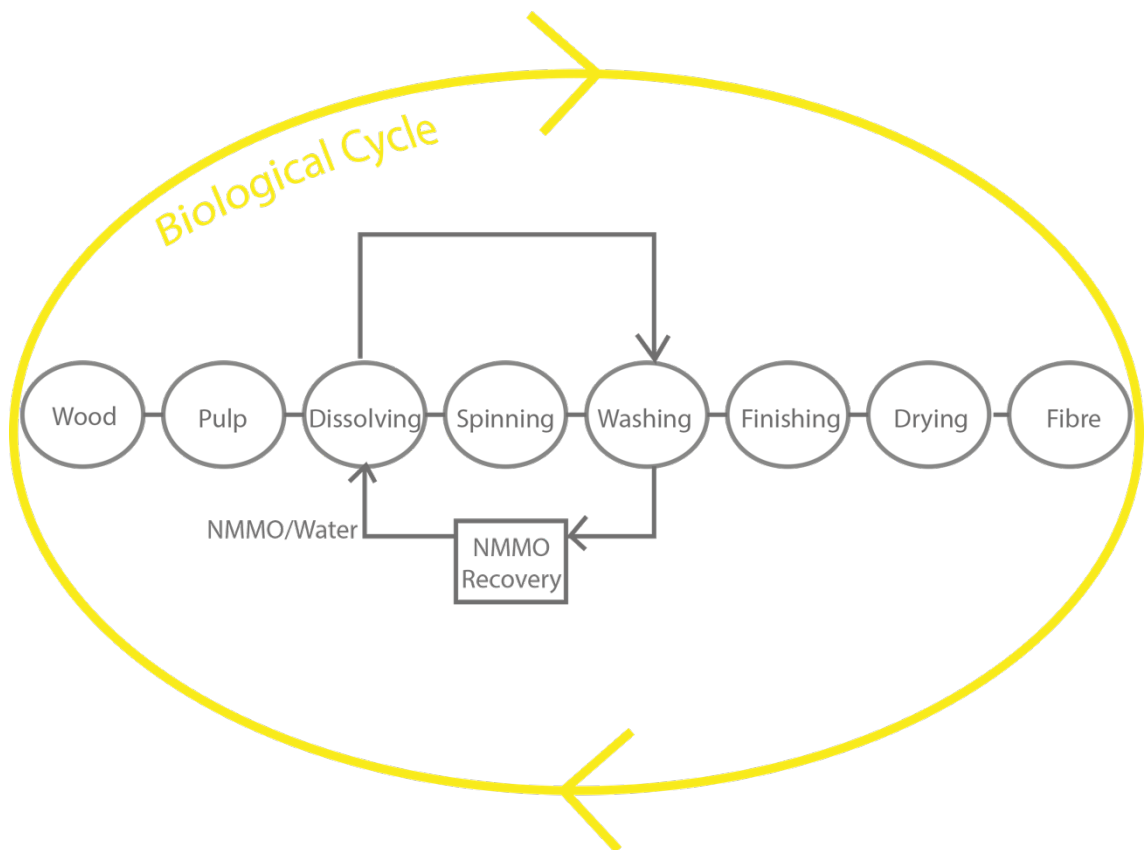 Biological Cycle
Wood
Pulp
Dissolving
Spinning
Washing
Finishing
Drying
Fibre
NMMO/Water
NMMO
Recovery